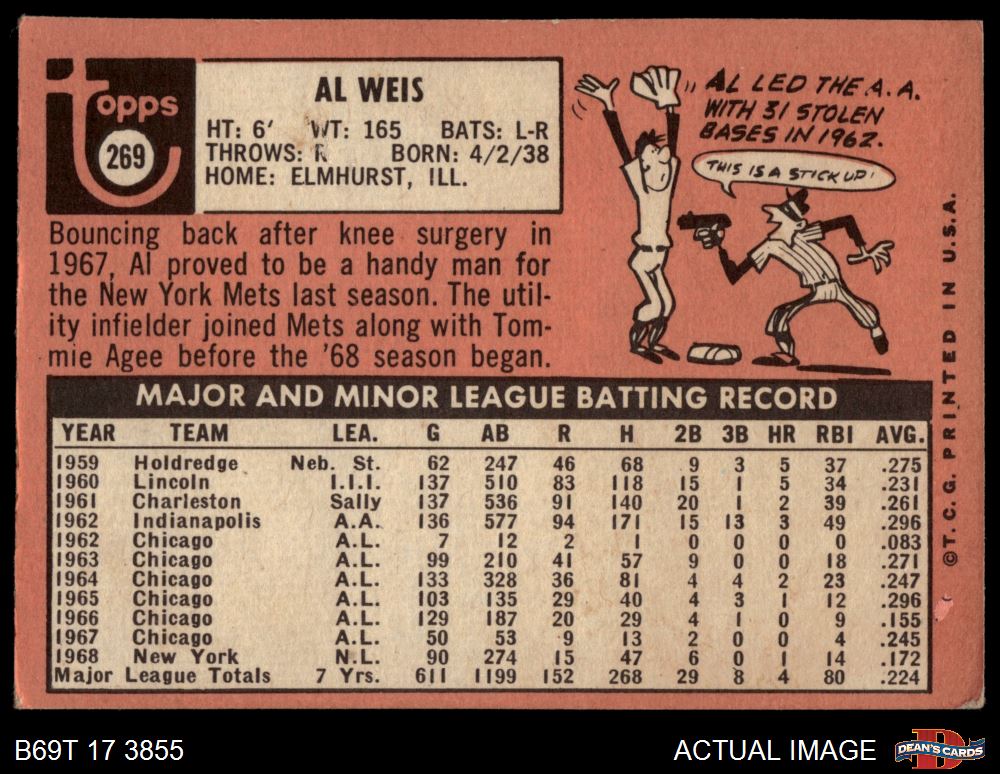 Topps
269
AL WEIS
HT: 6' WT: 165 BATS: L-R
THROWS: R BORN: 4/2/38
HOME: ELMHURST, ILL.
AL LED THE A.A.
WITH 31 STOLEN
BASES IN 1962.
THIS IS A STICK UP!
Bouncing back after knee surgery in
1967, Al proved to be a handy man for
the New York Mets last season. The util-
ity infielder joined Mets along with Tom-
mie Agee before the '68 season began.
MAJOR AND MINOR LEAGUE BATTING RECORD
YEAR TEAM LEA. G AB R H 2B 3B HR RBI AVG.
1959 Holdredge Neb. St. 62 247 46 68 9 3 5 37 .275
1960 Lincoln I.I.I. 137 510 83 118 15 1 5 34 .231
1961 Charleston Sally 137 536 91 140 20 1 2 39 .261
1962 Indianapolis A.A. 136 577 94 171 15 13 3 49 .296
1962 Chicago A.L. 7 12 2 1 0 0 0 0 .083
1963 Chicago A.L. 99 210 41 57 9 0 0 18 .271
1964 Chicago A.L. 133 328 36 81 4 4 2 23 .247
1965 Chicago A.L. 103 135 29 40 4 3 1 12 .296
1966 Chicago A.L. 129 187 20 29 4 1 0 9 .155
1967 Chicago A.L. 50 53 9 13 2 0 0 4 .245
1968 New York N.L. 90 274 15 47 6 0 1 14 .172
Major League Totals 7 Yrs. 611 1199 152 268 29 8 4 80 .224
©T.C.G. PRINTED IN U.S.A.
B69T 17 3855
ACTUAL IMAGE
D
DEAN'S CARDS